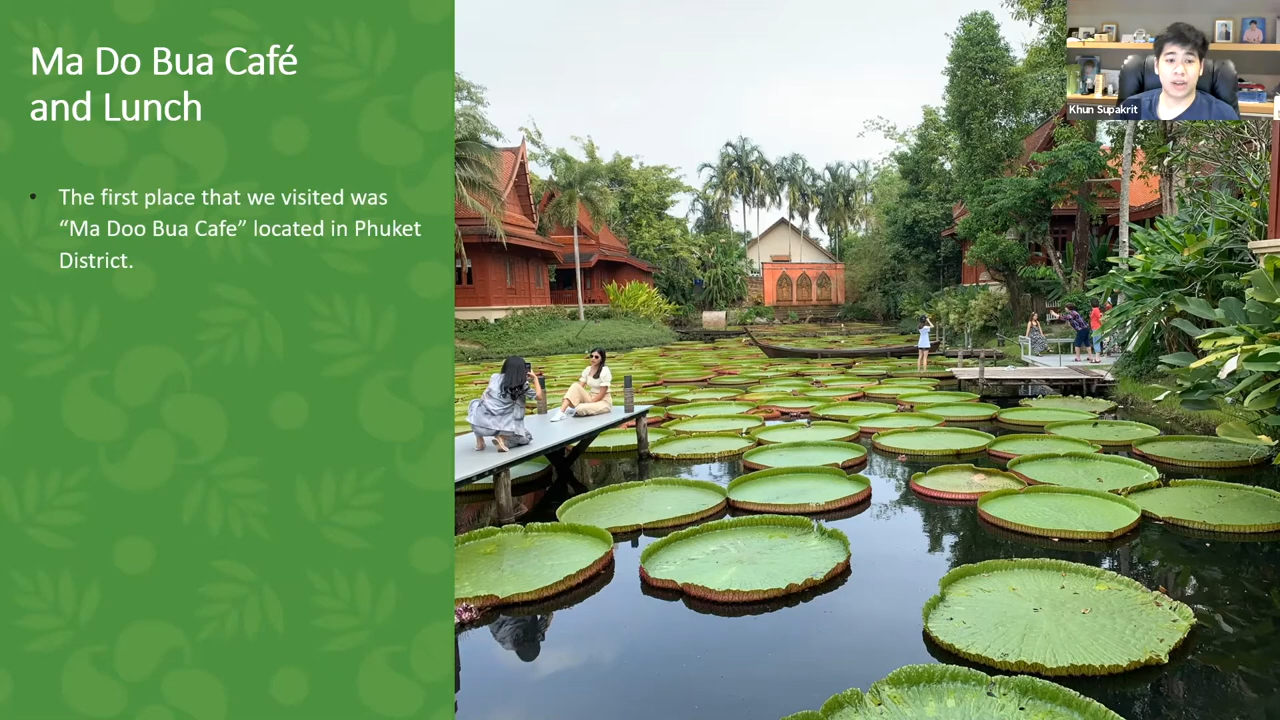 Ma Do Bua Café
and Lunch
• The first place that we visited was
“Ma Doo Bua Cafe” located in Phuket
District.
Khun Supakrit